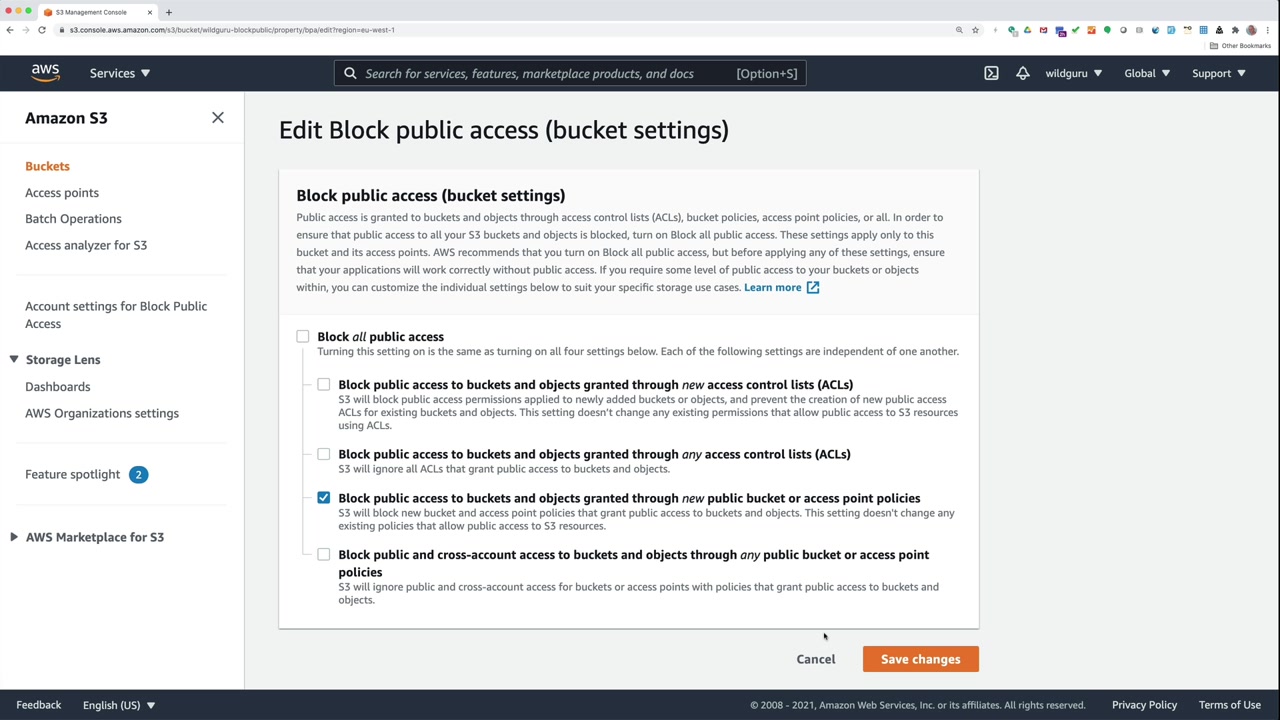 S3 Management Console
s3.console.aws.amazon.com/s3/bucket/wildguru-blockpublic/property/bpa/edit?region=eu-west-1
Other Bookmarks
aws
Services
Search for services, features, marketplace products, and docs
[Option+S]
wildguru
Global
Support
Amazon S3
Buckets
Access points
Batch Operations
Access analyzer for S3
Account settings for Block Public
Access
Storage Lens
Dashboards
AWS Organizations settings
Feature spotlight 2
AWS Marketplace for S3
Edit Block public access (bucket settings)
Block public access (bucket settings)
Public access is granted to buckets and objects through access control lists (ACLs), bucket policies, access point policies, or all. In order to
ensure that public access to all your S3 buckets and objects is blocked, turn on Block all public access. These settings apply only to this
bucket and its access points. AWS recommends that you turn on Block all public access, but before applying any of these settings, ensure
that your applications will work correctly without public access. If you require some level of public access to your buckets or objects
within, you can customize the individual settings below to suit your specific storage use cases. Learn more
Block all public access
Turning this setting on is the same as turning on all four settings below. Each of the following settings are independent of one another.
Block public access to buckets and objects granted through new access control lists (ACLs)
S3 will block public access permissions applied to newly added buckets or objects, and prevent the creation of new public access
ACLs for existing buckets and objects. This setting doesn't change any existing permissions that allow public access to S3 resources
using ACLs.
Block public access to buckets and objects granted through any access control lists (ACLs)
S3 will ignore all ACLs that grant public access to buckets and objects.
Block public access to buckets and objects granted through new public bucket or access point policies
S3 will block new bucket and access point policies that grant public access to buckets and objects. This setting doesn't change any
existing policies that allow public access to S3 resources.
Block public and cross-account access to buckets and objects through any public bucket or access point
policies
S3 will ignore public and cross-account access for buckets or access points with policies that grant public access to buckets and
objects.
Cancel
Save changes
Feedback
English (US)
© 2008 - 2021, Amazon Web Services, Inc. or its affiliates. All rights reserved.
Privacy Policy
Terms of Use